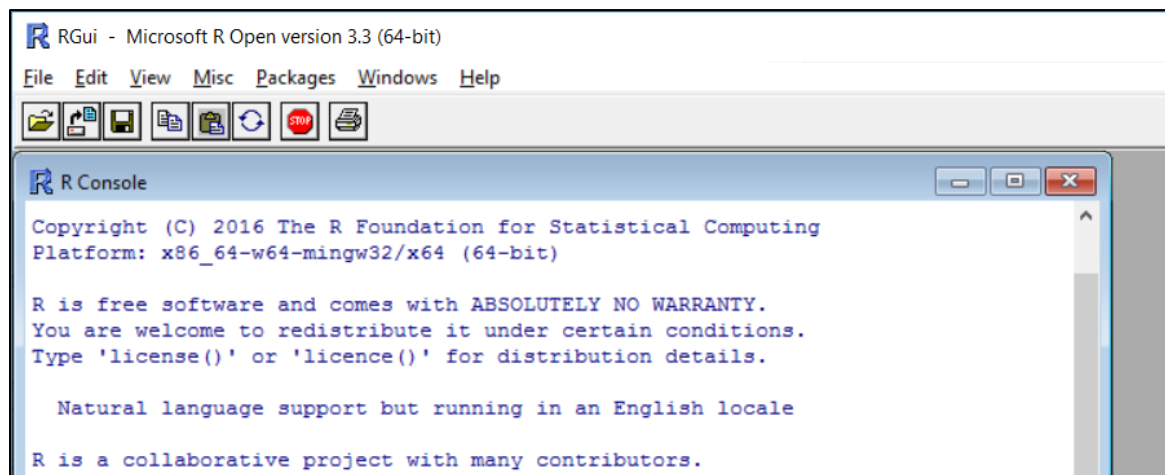 RGui - Microsoft R Open version 3.3 (64-bit)
File Edit View Misc Packages Windows Help
STOP
R Console
Copyright (C) 2016 The R Foundation for Statistical Computing
Platform: x86_64-w64-mingw32/x64 (64-bit)
R is free software and comes with ABSOLUTELY NO WARRANTY.
You are welcome to redistribute it under certain conditions.
Type 'license()' or 'licence()' for distribution details.
Natural language support but running in an English locale
R is a collaborative project with many contributors.